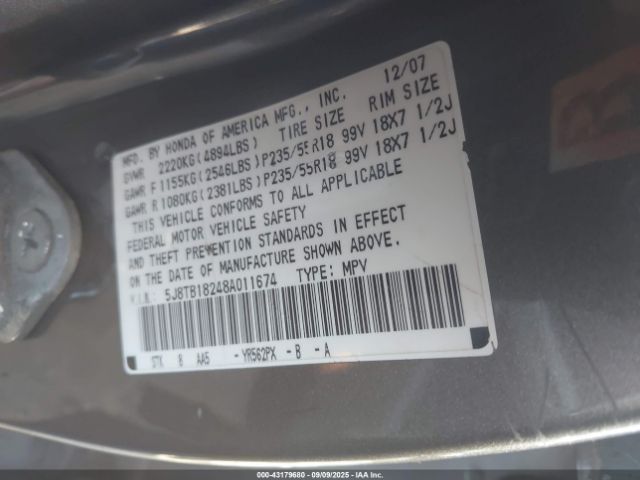 MFD. BY HONDA OF AMERICA MFG., INC. 12/07
GVWR 2220KG(4894LBS) TIRE SIZE RIM SIZE
GAWR F 1155KG(2546LBS)P235/55R18 99V 18X7 1/2J
GAWR R 1080KG(2381LBS)P235/55R18 99V 18X7 1/2J
THIS VEHICLE CONFORMS TO ALL APPLICABLE
FEDERAL MOTOR VEHICLE SAFETY
AND THEFT PREVENTION STANDARDS IN EFFECT
ON THE DATE OF MANUFACTURE SHOWN ABOVE.
V.I.N.: 5J8TB18248A011674 TYPE: MPV
STK 8 AA5 -YR562PX -B -A
000-43179680 - 09/09/2025 - IAA Inc.